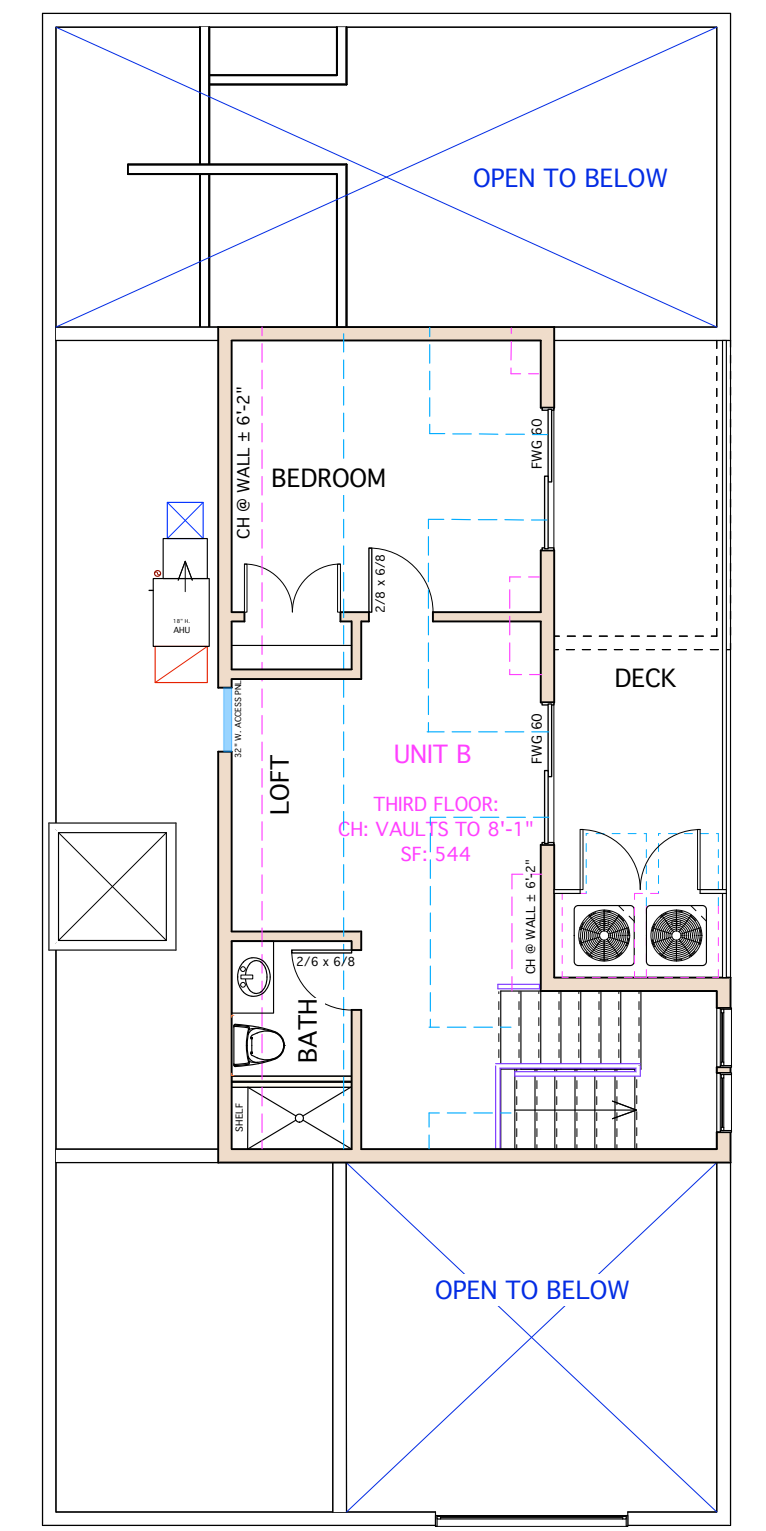 OPEN TO BELOW
CH @ WALL ± 6'-2"
BEDROOM
FWG 60
2/8 x 6/8
18" H.
AHU
32" W. ACCESS PNL
LOFT
UNIT B
THIRD FLOOR:
CH: VAULTS TO 8'-1"
SF: 544
FWG 60
DECK
CH @ WALL ± 6'-2"
2/6 x 6/8
BATH
SHELF
OPEN TO BELOW